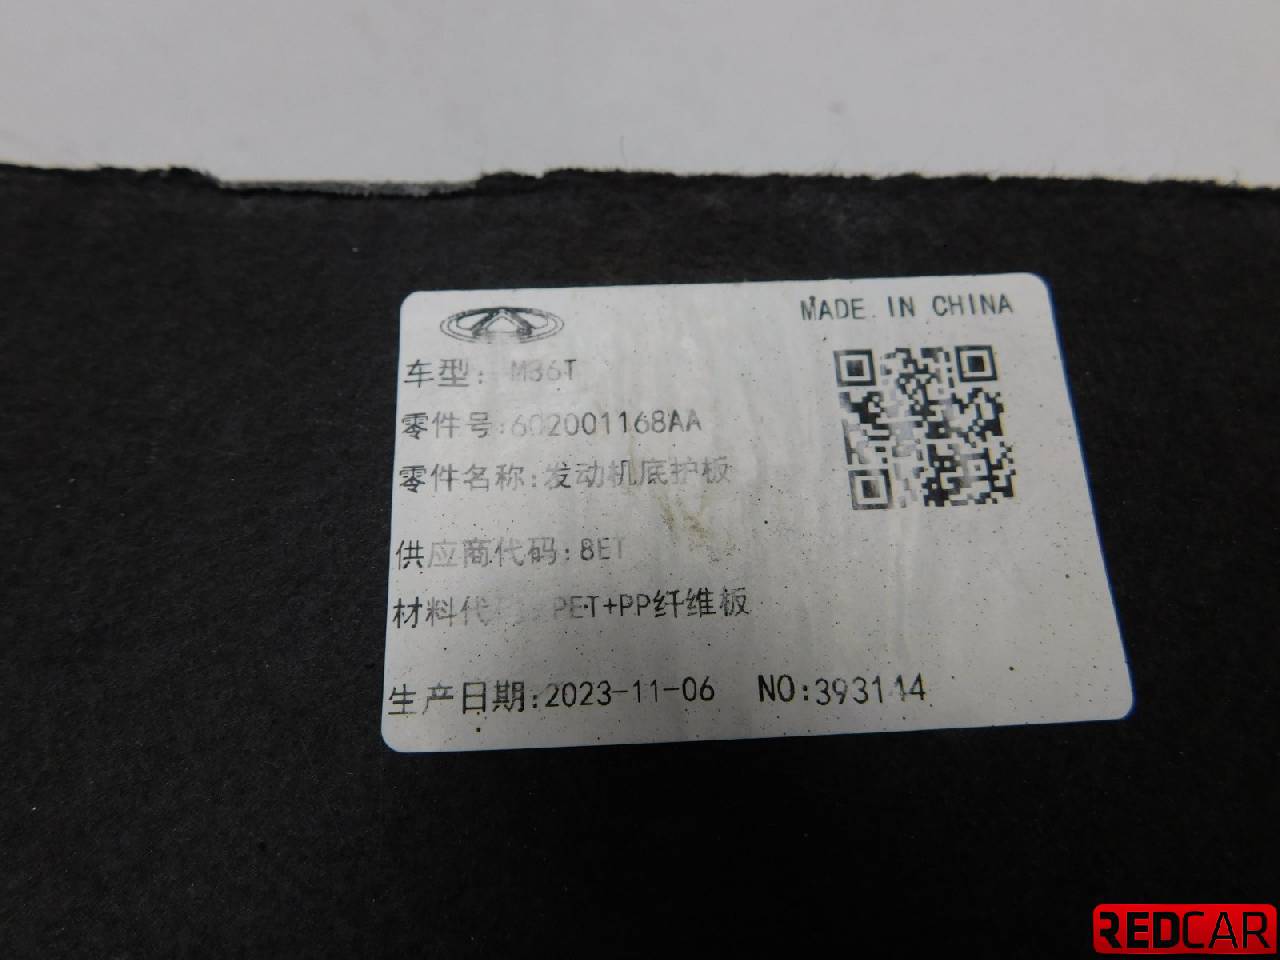 MADE IN CHINA
车型: M36T
零件号:602001168AA
零件名称:发动机底护板
供应商代码:8ET
材料代码:PET+PP纤维板
生产日期:2023-11-06 NO:393144
REDCAR